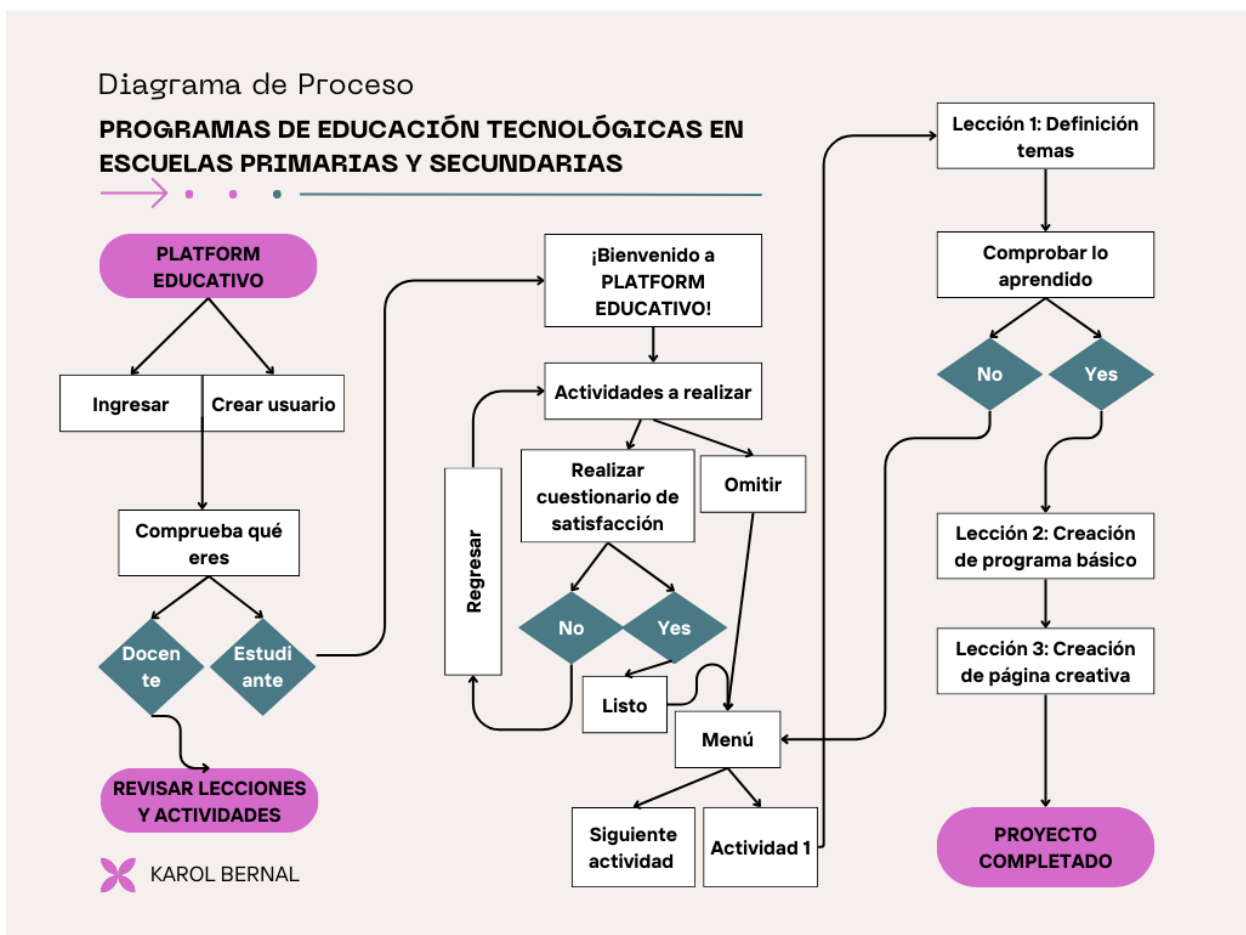 Diagrama de Proceso
PROGRAMAS DE EDUCACIÓN TECNOLÓGICAS EN
ESCUELAS PRIMARIAS Y SECUNDARIAS
PLATFORM
EDUCATIVO
Ingresar
Crear usuario
Comprueba qué
eres
Docen
te
Estudi
ante
REVISAR LECCIONES
Y ACTIVIDADES
KAROL BERNAL
¡Bienvenido a
PLATFORM
EDUCATIVO!
Actividades a realizar
Realizar
cuestionario de
satisfacción
Omitir
Regresar
No
Yes
Listo
Menú
Siguiente
actividad
Actividad 1
Lección 1: Definición
temas
Comprobar lo
aprendido
No
Yes
Lección 2: Creación
de programa básico
Lección 3: Creación
de página creativa
PROYECTO
COMPLETADO